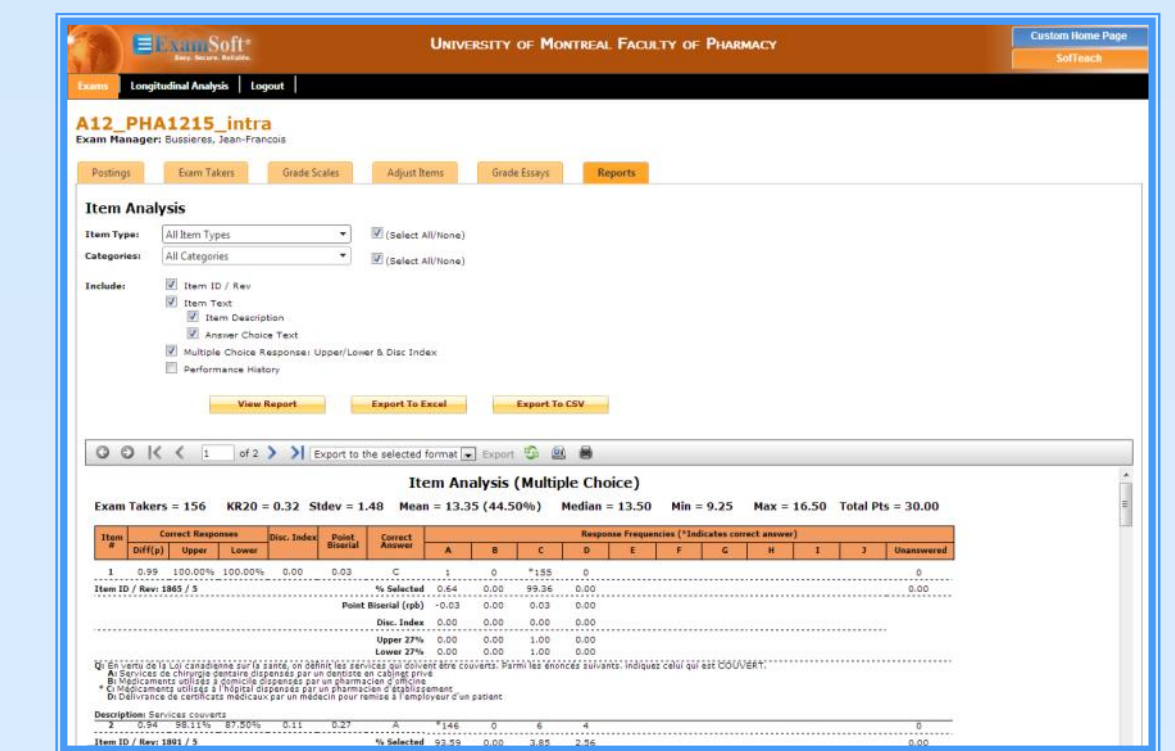 ExamSoft
Easy. Secure. Reliable.
UNIVERSITY OF MONTREAL FACULTY OF PHARMACY
Custom Home Page
SofTeach
Exams Longitudinal Analysis Logout
A12_PHA1215_intra
Exam Manager: Bussieres, Jean-Francois
Postings Exam Takers Grade Scales Adjust Items Grade Essays Reports
Item Analysis
Item Type: All Item Types (Select All/None)
Categories: All Categories (Select All/None)
Include: Item ID / Rev
Item Text
Item Description
Answer Choice Text
Multiple Choice Response: Upper/Lower & Disc Index
Performance History
View Report Export To Excel Export To CSV
1 of 2 Export to the selected format Export
Item Analysis (Multiple Choice)
Exam Takers = 156 KR20 = 0.32 Stdev = 1.48 Mean = 13.35 (44.50%) Median = 13.50 Min = 9.25 Max = 16.50 Total Pts = 30.00
Item # Correct Responses Disc. Index Point Biserial Correct Answer Response Frequencies (*Indicates correct answer)
Diff(p) Upper Lower A B C D E F G H I J Unanswered
1 0.99 100.00% 100.00% 0.00 0.03 C 1 0 *155 0 0
Item ID / Rev: 1865 / 5 % Selected 0.64 0.00 99.36 0.00 0.00
Point Biserial (rpb) -0.03 0.00 0.03 0.00
Disc. Index 0.00 0.00 0.00 0.00
Upper 27% 0.00 0.00 1.00 0.00
Lower 27% 0.00 0.00 1.00 0.00
Q: En vertu de la Loi canadienne sur la santé, on définit les services qui doivent être couverts. Parmi les énoncés suivants, indiquez celui qui est COUVERT.
A: Services de chirurgie dentaire dispensés par un dentiste en cabinet privé
B: Médicaments utilisés à domicile dispensés par un pharmacien d'officine
* C: Médicaments utilisés à l'hôpital dispensés par un pharmacien d'établissement
D: Délivrance de certificats médicaux par un médecin pour remise à l'employeur d'un patient
Description: Services couverts
2 0.94 98.11% 87.50% 0.11 0.27 A *146 0 6 4 0
Item ID / Rev: 1891 / 5 % Selected 93.59 0.00 3.85 2.56 0.00